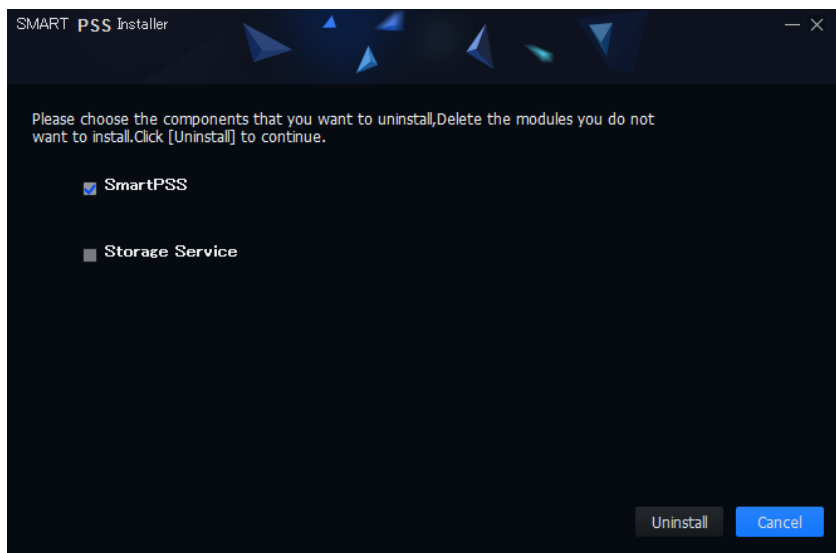 SMART PSS Installer
Please choose the components that you want to uninstall,Delete the modules you do not
want to install.Click [Uninstall] to continue.
SmartPSS
Storage Service
Uninstall Cancel